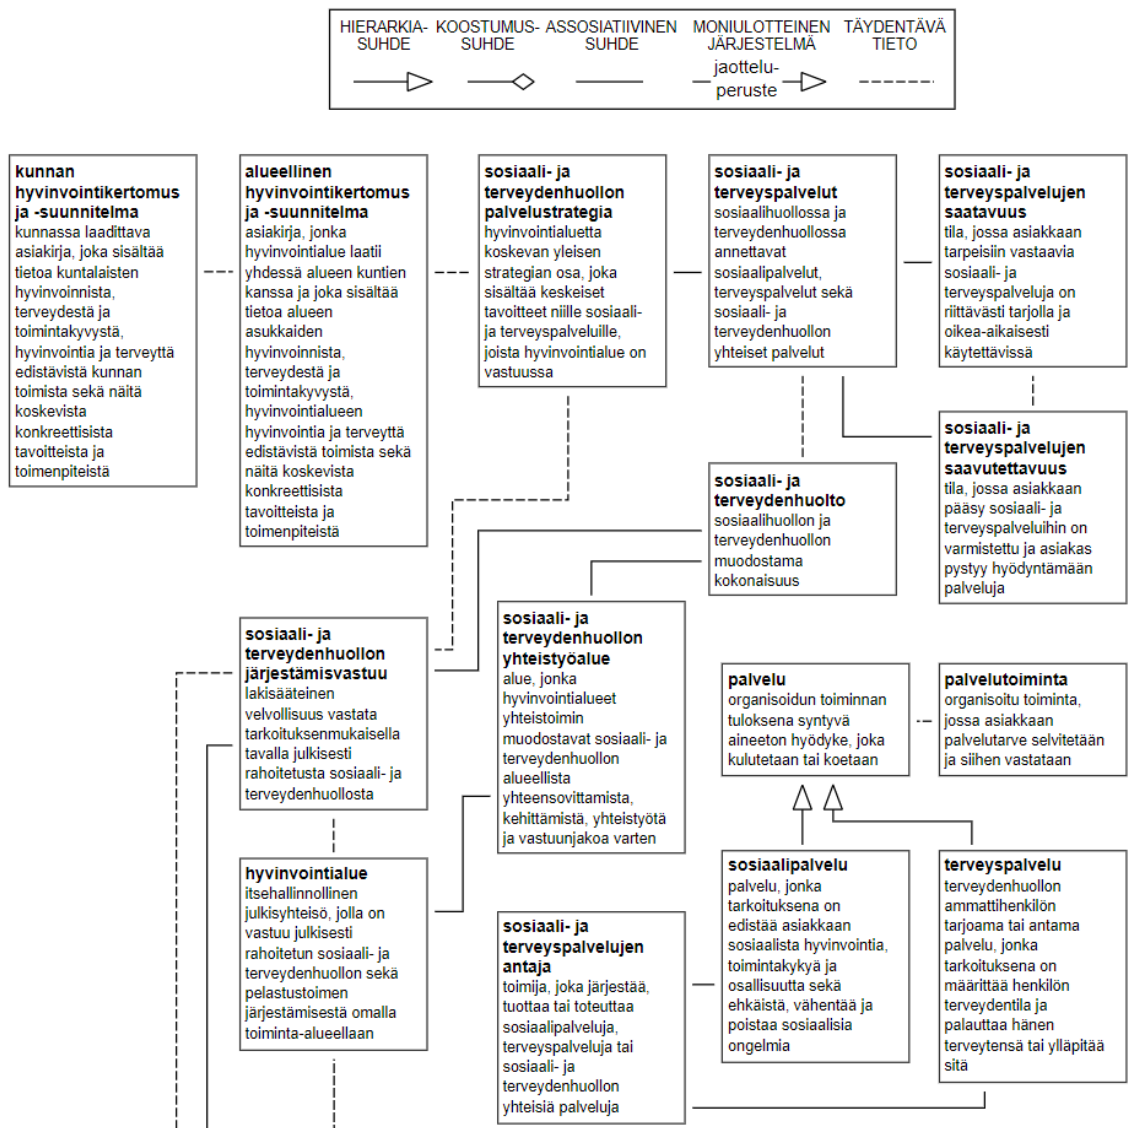 HIERARKIA-
SUHDE
KOOSTUMUS-
SUHDE
ASSOSIATIIVINEN
SUHDE
MONIULOTTEINEN
JÄRJESTELMÄ
jaottelu-
peruste
TÄYDENTÄVÄ
TIETO
kunnan
hyvinvointikertomus
ja -suunnitelma
kunnassa laadittava
asiakirja, joka sisältää
tietoa kuntalaisten
hyvinvoinnista,
terveydestä ja
toimintakyvystä,
hyvinvointia ja terveyttä
edistävistä kunnan
toimista sekä näitä
koskevista
konkreettisista
tavoitteista ja
toimenpiteistä
alueellinen
hyvinvointikertomus
ja -suunnitelma
asiakirja, jonka
hyvinvointialue laatii
yhdessä alueen kuntien
kanssa ja joka sisältää
tietoa alueen
asukkaiden
hyvinvoinnista,
terveydestä ja
toimintakyvystä,
hyvinvointialueen
hyvinvointia ja terveyttä
edistävistä toimista sekä
näitä koskevista
konkreettisista
tavoitteista ja
toimenpiteistä
sosiaali- ja
terveydenhuollon
palvelustrategia
hyvinvointialuetta
koskevan yleisen
strategian osa, joka
sisältää keskeiset
tavoitteet niille sosiaali-
ja terveyspalveluille,
joista hyvinvointialue on
vastuussa
sosiaali- ja
terveyspalvelut
sosiaalihuollossa ja
terveydenhuollossa
annettavat
sosiaalipalvelut,
terveyspalvelut sekä
sosiaali- ja
terveydenhuollon
yhteiset palvelut
sosiaali- ja
terveyspalvelujen
saatavuus
tila, jossa asiakkaan
tarpeisiin vastaavia
sosiaali- ja
terveyspalveluja on
riittävästi tarjolla ja
oikea-aikaisesti
käytettävissä
sosiaali- ja
terveyspalvelujen
saavutettavuus
tila, jossa asiakkaan
pääsy sosiaali- ja
terveyspalveluihin on
varmistettu ja asiakas
pystyy hyödyntämään
palveluja
sosiaali- ja
terveydenhuolto
sosiaalihuollon ja
terveydenhuollon
muodostama
kokonaisuus
sosiaali- ja
terveydenhuollon
järjestämisvastuu
lakisääteinen
velvollisuus vastata
tarkoituksenmukaisella
tavalla julkisesti
rahoitetusta sosiaali- ja
terveydenhuollosta
sosiaali- ja
terveydenhuollon
yhteistyöalue
alue, jonka
hyvinvointialueet
yhteistoimin
muodostavat sosiaali- ja
terveydenhuollon
alueellista
yhteensovittamista,
kehittämistä, yhteistyötä
ja vastuunjakoa varten
palvelu
organisoidun toiminnan
tuloksena syntyvä
aineeton hyödyke, joka
kulutetaan tai koetaan
palvelutoiminta
organisoitu toiminta,
jossa asiakkaan
palvelutarve selvitetään
ja siihen vastataan
hyvinvointialue
itsehallinnollinen
julkisyhteisö, jolla on
vastuu julkisesti
rahoitetun sosiaali- ja
terveydenhuollon sekä
pelastustoimen
järjestämisestä omalla
toiminta-alueellaan
sosiaali- ja
terveyspalvelujen
antaja
toimija, joka järjestää,
tuottaa tai toteuttaa
sosiaalipalveluja,
terveyspalveluja tai
sosiaali- ja
terveydenhuollon
yhteisiä palveluja
sosiaalipalvelu
palvelu, jonka
tarkoituksena on
edistää asiakkaan
sosiaalista hyvinvointia,
toimintakykyä ja
osallisuutta sekä
ehkäistä, vähentää ja
poistaa sosiaalisia
ongelmia
terveyspalvelu
terveydenhuollon
ammattihenkilön
tarjoama tai antama
palvelu, jonka
tarkoituksena on
määrittää henkilön
terveydentila ja
palauttaa hänen
terveytensä tai ylläpitää
sitä